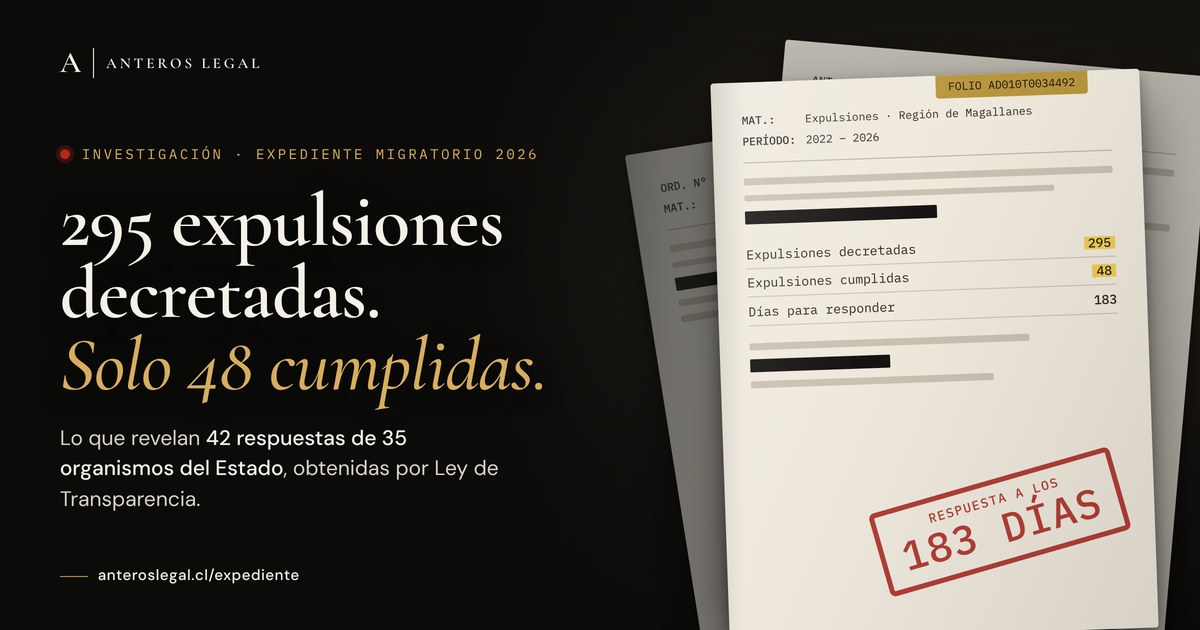 A | ANTEROS LEGAL
INVESTIGACIÓN · EXPEDIENTE MIGRATORIO 2026
295 expulsiones
decretadas.
Solo 48 cumplidas.
Lo que revelan 42 respuestas de 35
organismos del Estado, obtenidas por Ley de
Transparencia.
anteroslegal.cl/expediente
ORD. N°
MAT.:
FOLIO AD010T0034492
MAT.: Expulsiones · Región de Magallanes
PERÍODO: 2022 – 2026
Expulsiones decretadas 295
Expulsiones cumplidas 48
Días para responder 183
RESPUESTA A LOS
183 DÍAS